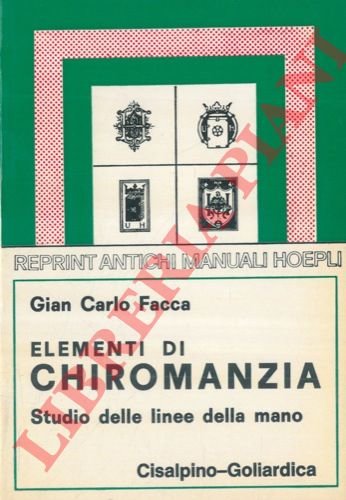 U H
REPRINT ANTICHI MANUALI HOEPLI
Gian Carlo Facca
ELEMENTI DI
CHIROMANZIA
Studio delle linee della mano
Cisalpino–Goliardica
LIBRERIA PIANI